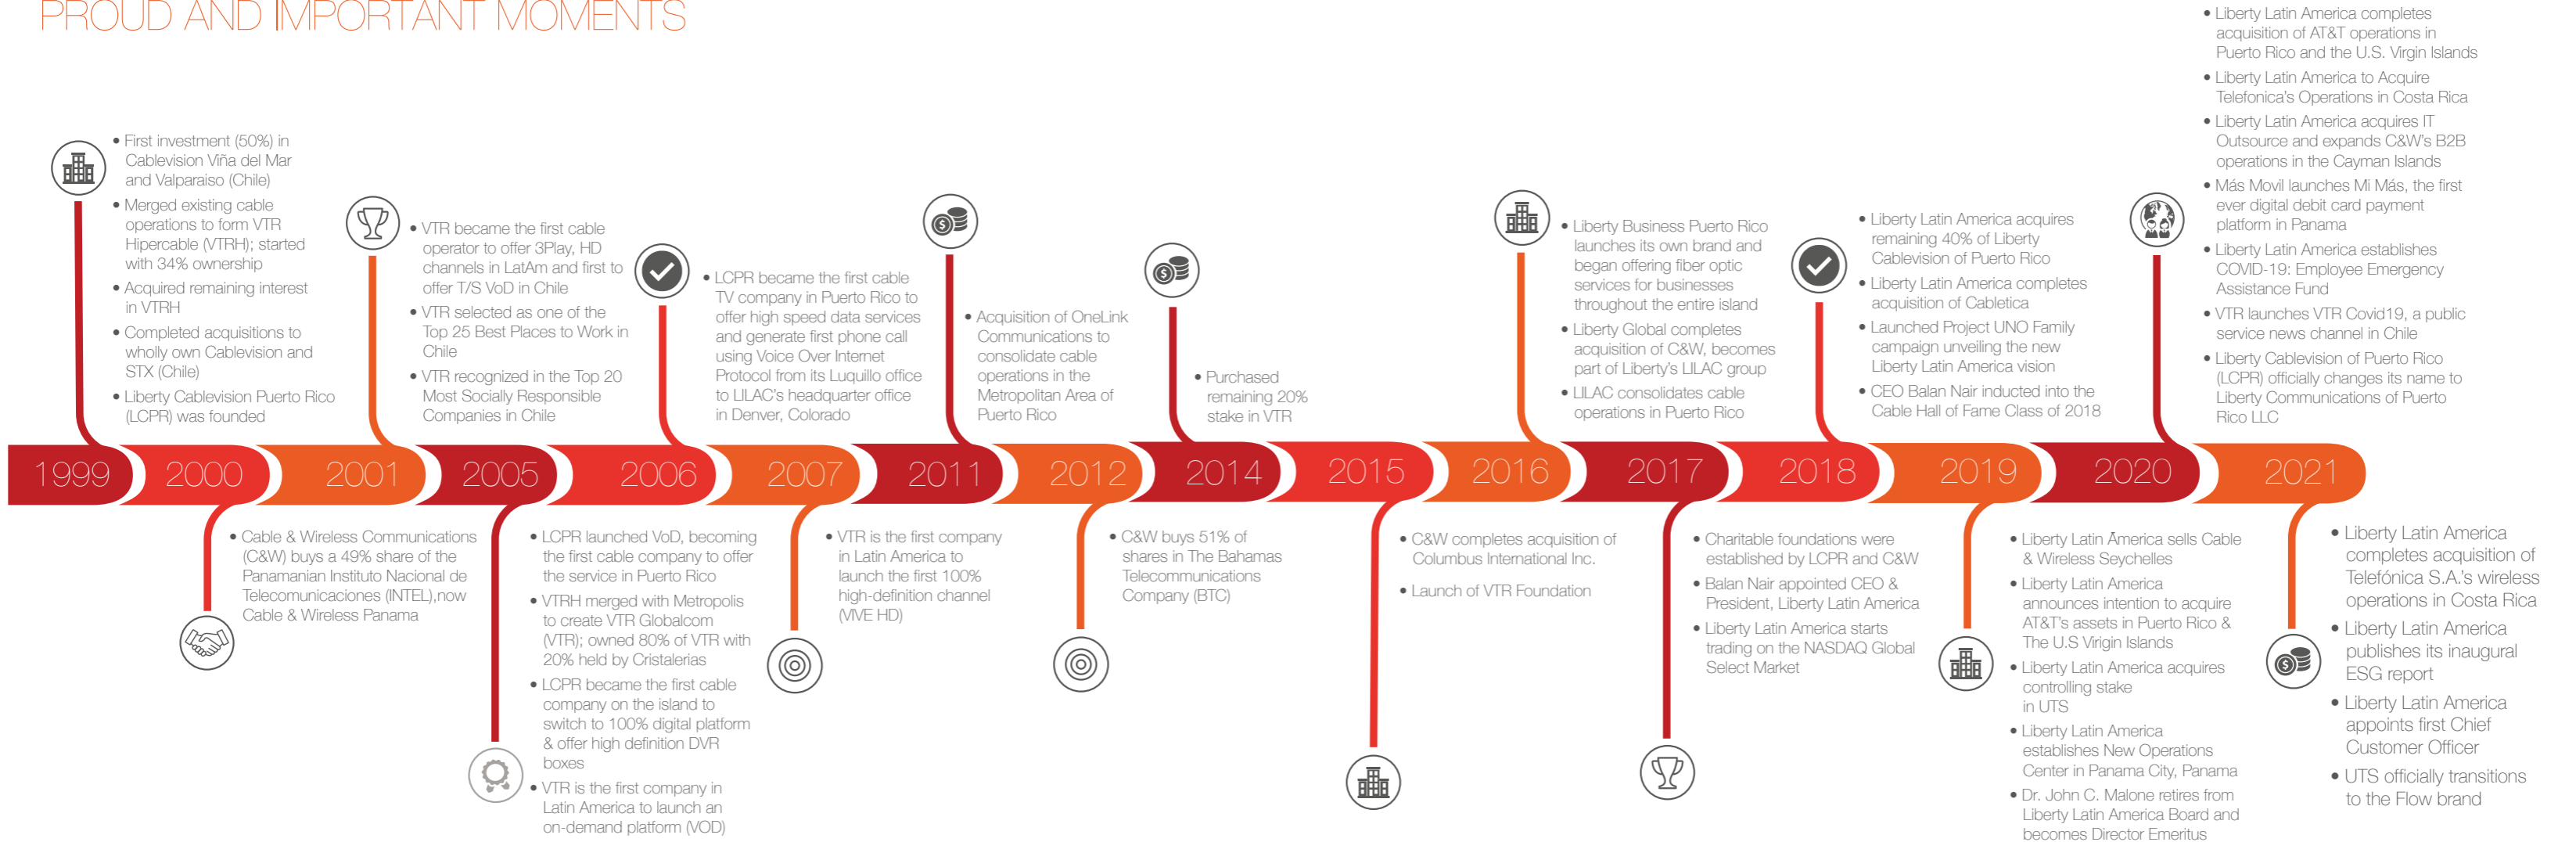 PROUD AND IMPORTANT MOMENTS
• First investment (50%) in
Cablevision Viña del Mar
and Valparaiso (Chile)
• Merged existing cable
operations to form VTR
Hipercable (VTRH); started
with 34% ownership
• Acquired remaining interest
in VTRH
• Completed acquisitions to
wholly own Cablevision and
STX (Chile)
• Liberty Cablevision Puerto Rico
(LCPR) was founded
• VTR became the first cable
operator to offer 3Play, HD
channels in LatAm and first to
offer T/S VoD in Chile
• VTR selected as one of the
Top 25 Best Places to Work in
Chile
• VTR recognized in the Top 20
Most Socially Responsible
Companies in Chile
• LCPR became the first cable
TV company in Puerto Rico to
offer high speed data services
and generate first phone call
using Voice Over Internet
Protocol from its Luquillo office
to LILAC's headquarter office
in Denver, Colorado
• Acquisition of OneLink
Communications to
consolidate cable
operations in the
Metropolitan Area of
Puerto Rico
• Purchased
remaining 20%
stake in VTR
• Liberty Business Puerto Rico
launches its own brand and
began offering fiber optic
services for businesses
throughout the entire island
• Liberty Global completes
acquisition of C&W, becomes
part of Liberty's LILAC group
• LILAC consolidates cable
operations in Puerto Rico
• Liberty Latin America acquires
remaining 40% of Liberty
Cablevision of Puerto Rico
• Liberty Latin America completes
acquisition of Cabletica
• Launched Project UNO Family
campaign unveiling the new
Liberty Latin America vision
• CEO Balan Nair inducted into the
Cable Hall of Fame Class of 2018
• Liberty Latin America completes
acquisition of AT&T operations in
Puerto Rico and the U.S. Virgin Islands
• Liberty Latin America to Acquire
Telefonica's Operations in Costa Rica
• Liberty Latin America acquires IT
Outsource and expands C&W's B2B
operations in the Cayman Islands
• Más Movil launches Mi Más, the first
ever digital debit card payment
platform in Panama
• Liberty Latin America establishes
COVID-19: Employee Emergency
Assistance Fund
• VTR launches VTR Covid19, a public
service news channel in Chile
• Liberty Cablevision of Puerto Rico
(LCPR) officially changes its name to
Liberty Communications of Puerto
Rico LLC
1999 2000 2001 2005 2006 2007 2011 2012 2014 2015 2016 2017 2018 2019 2020 2021
• Cable & Wireless Communications
(C&W) buys a 49% share of the
Panamanian Instituto Nacional de
Telecomunicaciones (INTEL),now
Cable & Wireless Panama
• LCPR launched VoD, becoming
the first cable company to offer
the service in Puerto Rico
• VTRH merged with Metropolis
to create VTR Globalcom
(VTR); owned 80% of VTR with
20% held by Cristalerias
• LCPR became the first cable
company on the island to
switch to 100% digital platform
& offer high definition DVR
boxes
• VTR is the first company in
Latin America to launch an
on-demand platform (VOD)
• VTR is the first company
in Latin America to
launch the first 100%
high-definition channel
(VIVE HD)
• C&W buys 51% of
shares in The Bahamas
Telecommunications
Company (BTC)
• C&W completes acquisition of
Columbus International Inc.
• Launch of VTR Foundation
• Charitable foundations were
established by LCPR and C&W
• Balan Nair appointed CEO &
President, Liberty Latin America
• Liberty Latin America starts
trading on the NASDAQ Global
Select Market
• Liberty Latin America sells Cable
& Wireless Seychelles
• Liberty Latin America
announces intention to acquire
AT&T's assets in Puerto Rico &
The U.S Virigin Islands
• Liberty Latin America acquires
controlling stake
in UTS
• Liberty Latin America
establishes New Operations
Center in Panama City, Panama
• Dr. John C. Malone retires from
Liberty Latin America Board and
becomes Director Emeritus
• Liberty Latin America
completes acquisition of
Telefónica S.A.'s wireless
operations in Costa Rica
• Liberty Latin America
publishes its inaugural
ESG report
• Liberty Latin America
appoints first Chief
Customer Officer
• UTS officially transitions
to the Flow brand